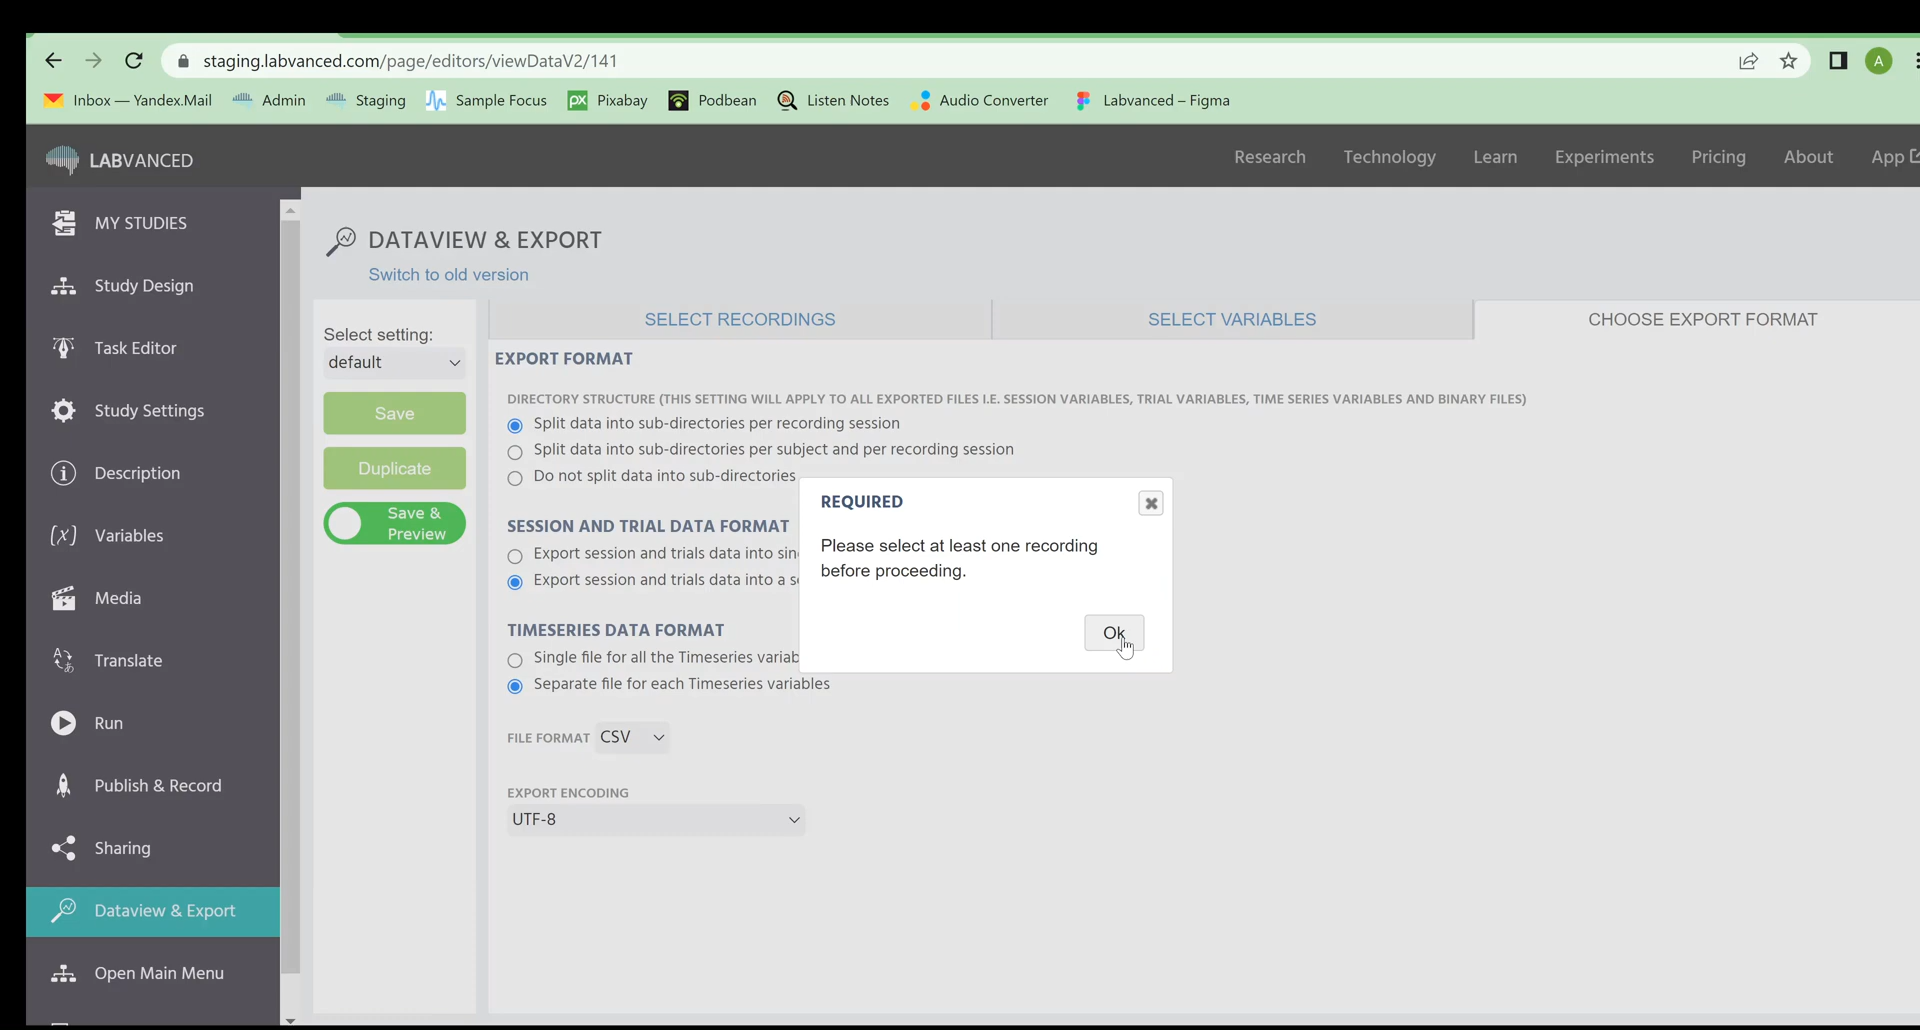 staging.labvanced.com/page/editors/viewDataV2/141
A
Inbox — Yandex.Mail
Admin
Staging
Sample Focus
PX
Pixabay
Podbean
Listen Notes
Audio Converter
Labvanced – Figma
LABVANCED
Research
Technology
Learn
Experiments
Pricing
About
App
MY STUDIES
Study Design
Task Editor
Study Settings
Description
Variables
Media
Translate
Run
Publish & Record
Sharing
Dataview & Export
Open Main Menu
DATAVIEW & EXPORT
Switch to old version
Select setting:
default
Save
Duplicate
Save &
Preview
SELECT RECORDINGS
SELECT VARIABLES
CHOOSE EXPORT FORMAT
EXPORT FORMAT
DIRECTORY STRUCTURE (THIS SETTING WILL APPLY TO ALL EXPORTED FILES I.E. SESSION VARIABLES, TRIAL VARIABLES, TIME SERIES VARIABLES AND BINARY FILES)
Split data into sub-directories per recording session
Split data into sub-directories per subject and per recording session
Do not split data into sub-directories
SESSION AND TRIAL DATA FORMAT
Export session and trials data into sin
Export session and trials data into a s
TIMESERIES DATA FORMAT
Single file for all the Timeseries variab
Separate file for each Timeseries variables
FILE FORMAT CSV
EXPORT ENCODING
UTF-8
REQUIRED
Please select at least one recording
before proceeding.
Ok